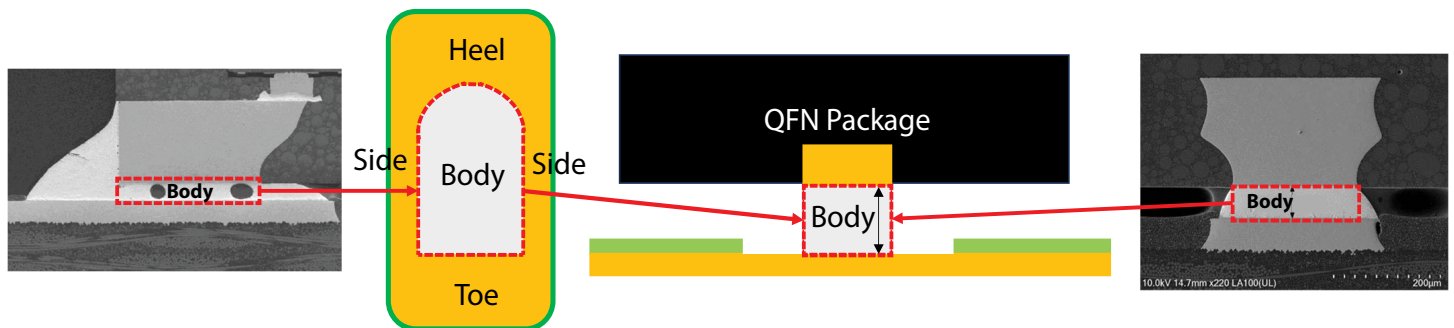 Body
Side
Heel
Body
Toe
Side
QFN Package
Body
Body
10.0kV 14.7mm x220 LA100(UL)
200µm